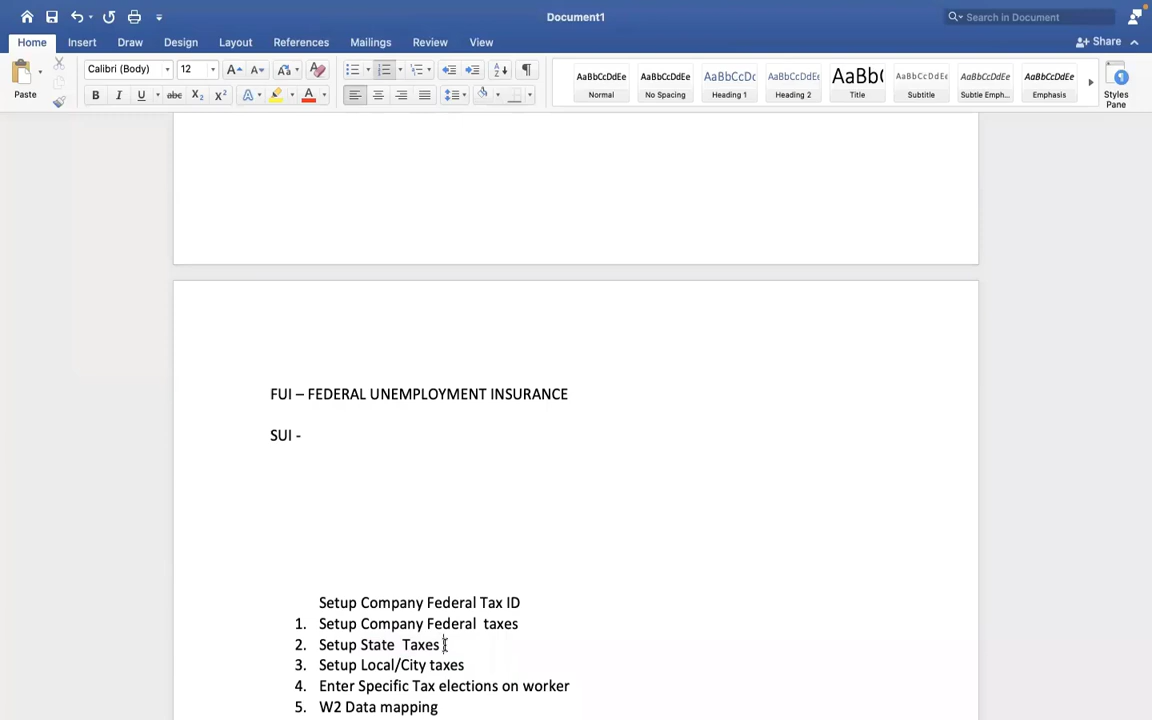 Document1
Search in Document
Home Insert Draw Design Layout References Mailings Review View
Share
Paste
Calibri (Body) 12
AaBbCcDdEe AaBbCcDdEe AaBbCcDc AaBbCcDdEe AaBb( AaBbCcDdEe AaBbCcDdEe AaBbCcDdEe
Normal No Spacing Heading 1 Heading 2 Title Subtitle Subtle Emph... Emphasis
Styles
Pane
FUI – FEDERAL UNEMPLOYMENT INSURANCE
SUI -
Setup Company Federal Tax ID
1. Setup Company Federal taxes
2. Setup State Taxes
3. Setup Local/City taxes
4. Enter Specific Tax elections on worker
5. W2 Data mapping